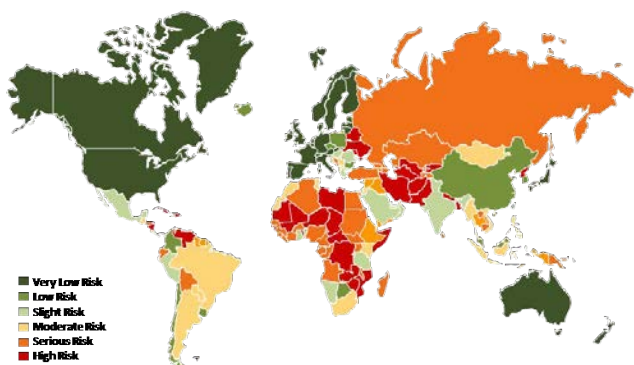 Very Low Risk
Low Risk
Slight Risk
Moderate Risk
Serious Risk
High Risk